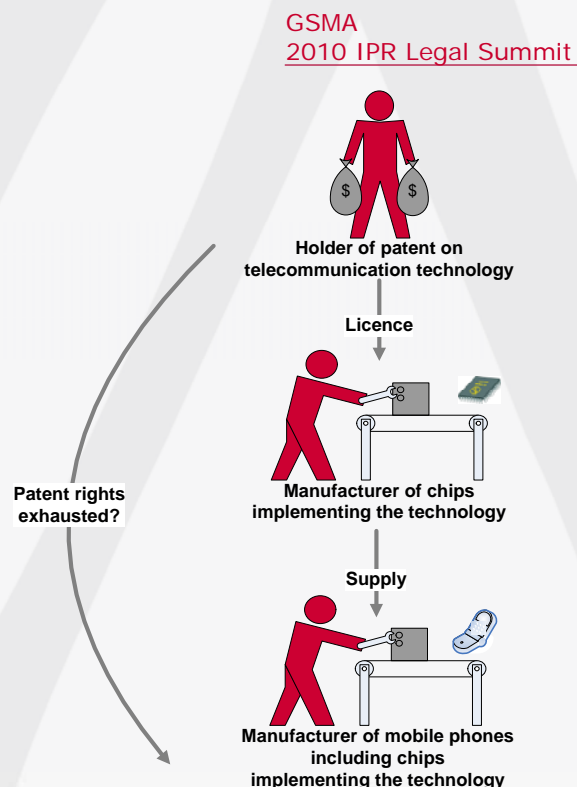 GSMA
2010 IPR Legal Summit
$ $
Holder of patent on
telecommunication technology
Licence
Manufacturer of chips
implementing the technology
Patent rights
exhausted?
Supply
Manufacturer of mobile phones
including chips
implementing the technology